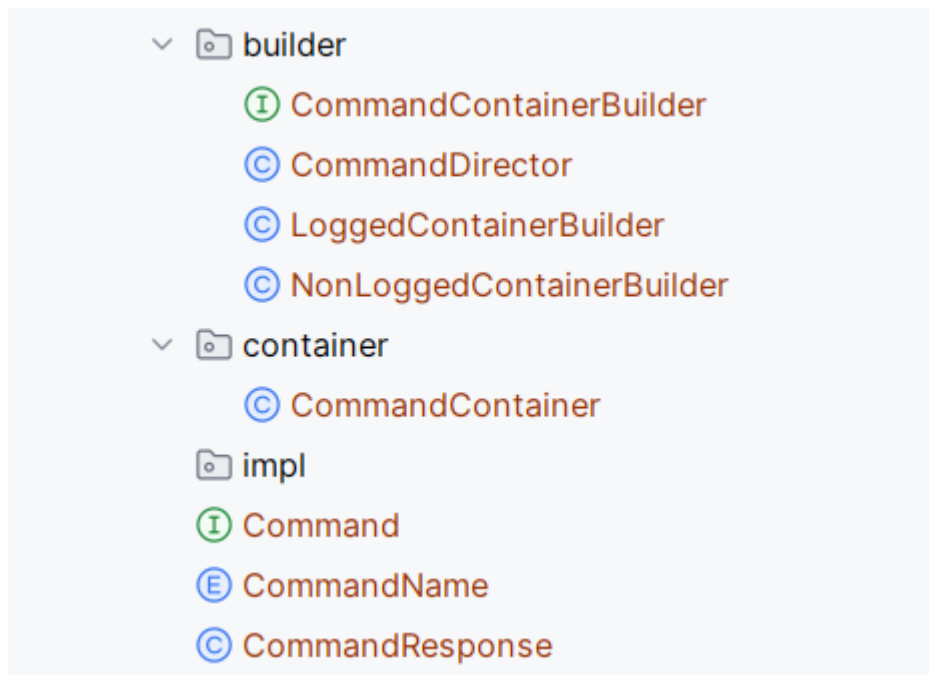 builder
I CommandContainerBuilder
C CommandDirector
C LoggedContainerBuilder
C NonLoggedContainerBuilder
container
C CommandContainer
impl
I Command
E CommandName
C CommandResponse